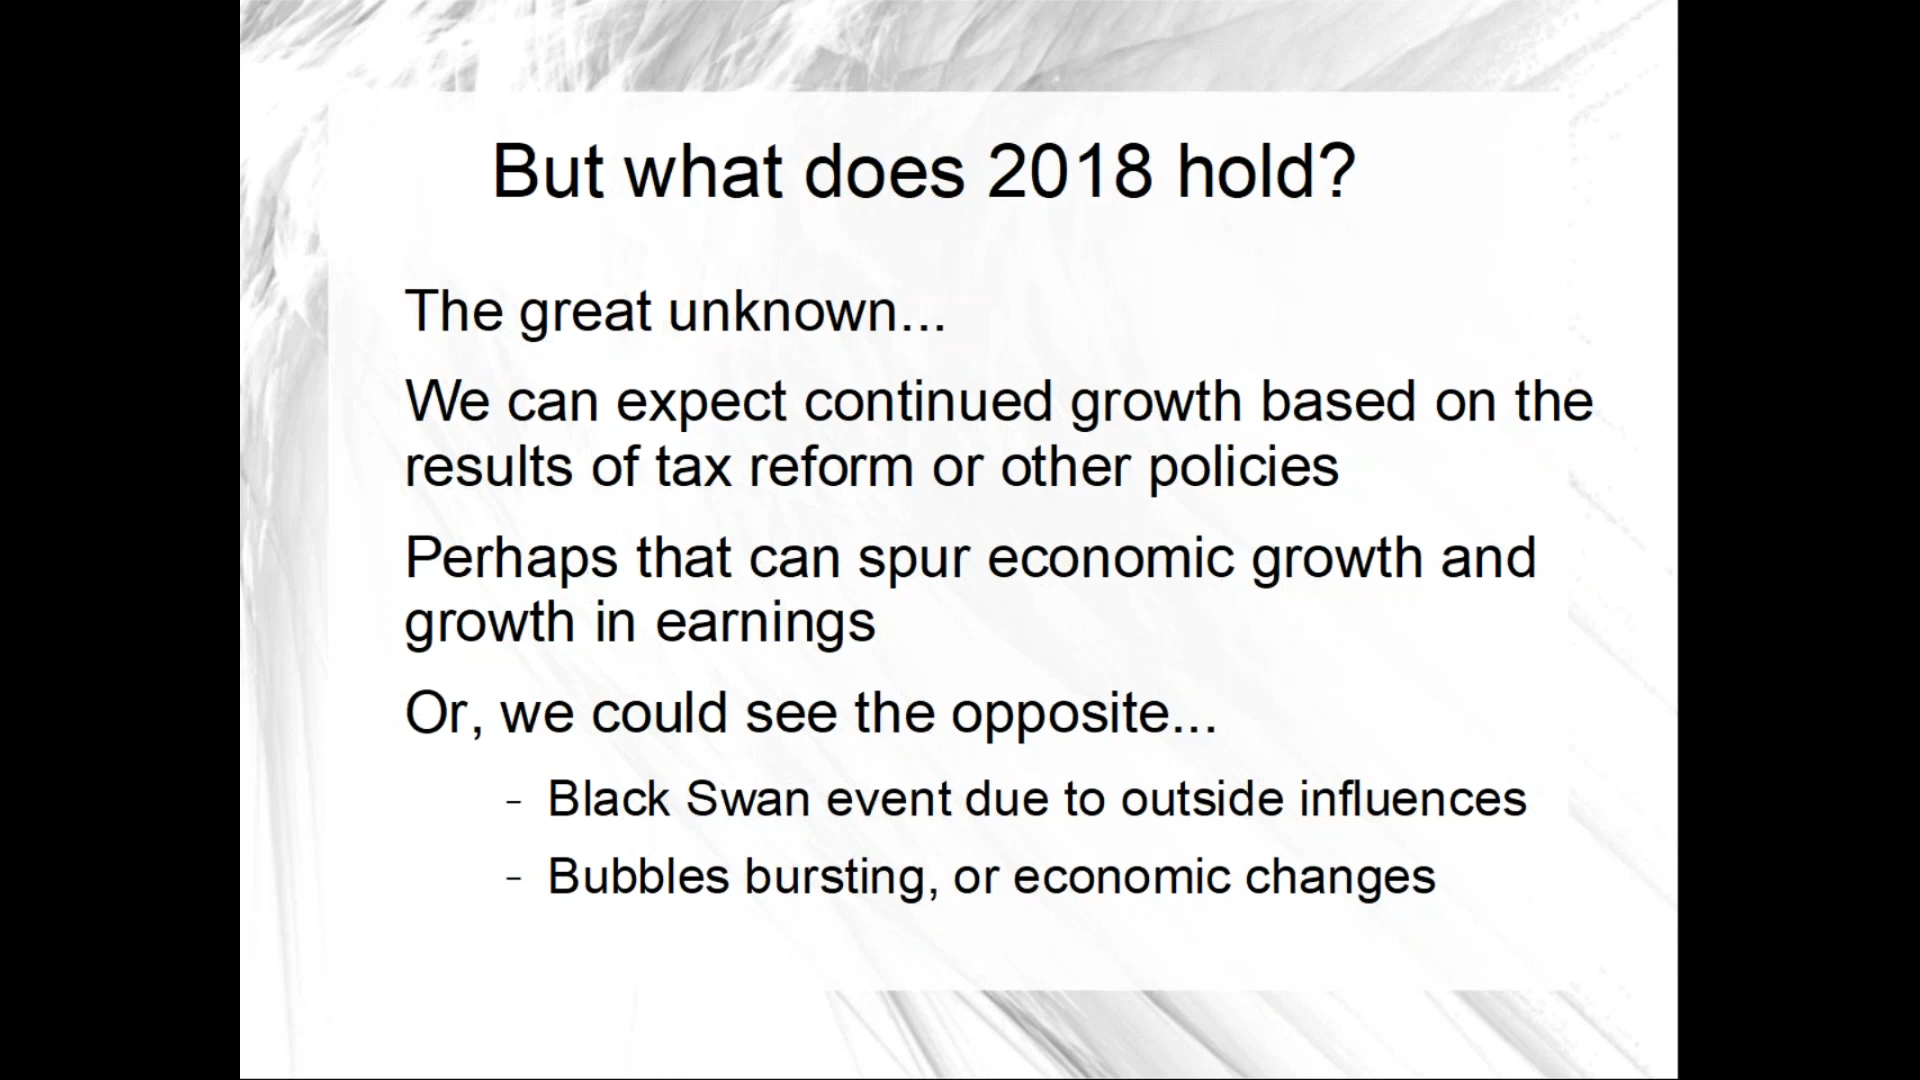 But what does 2018 hold?
The great unknown...
We can expect continued growth based on the
results of tax reform or other policies
Perhaps that can spur economic growth and
growth in earnings
Or, we could see the opposite...
- Black Swan event due to outside influences
- Bubbles bursting, or economic changes